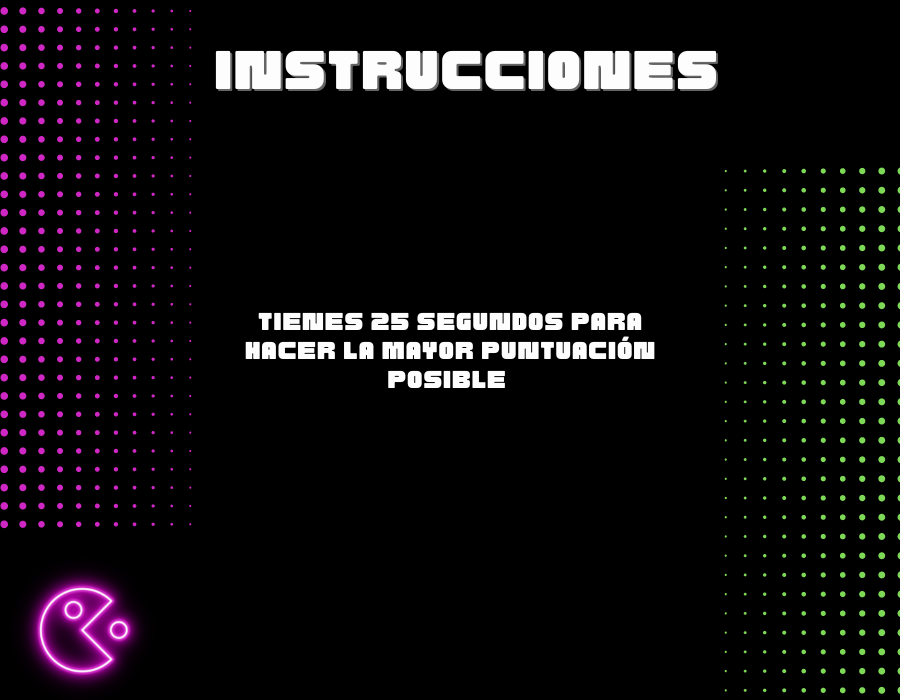 INSTRUCCIONES
TIENES 25 SEGUNDOS PARA
HACER LA MAYOR PUNTUACIÓN
POSIBLE